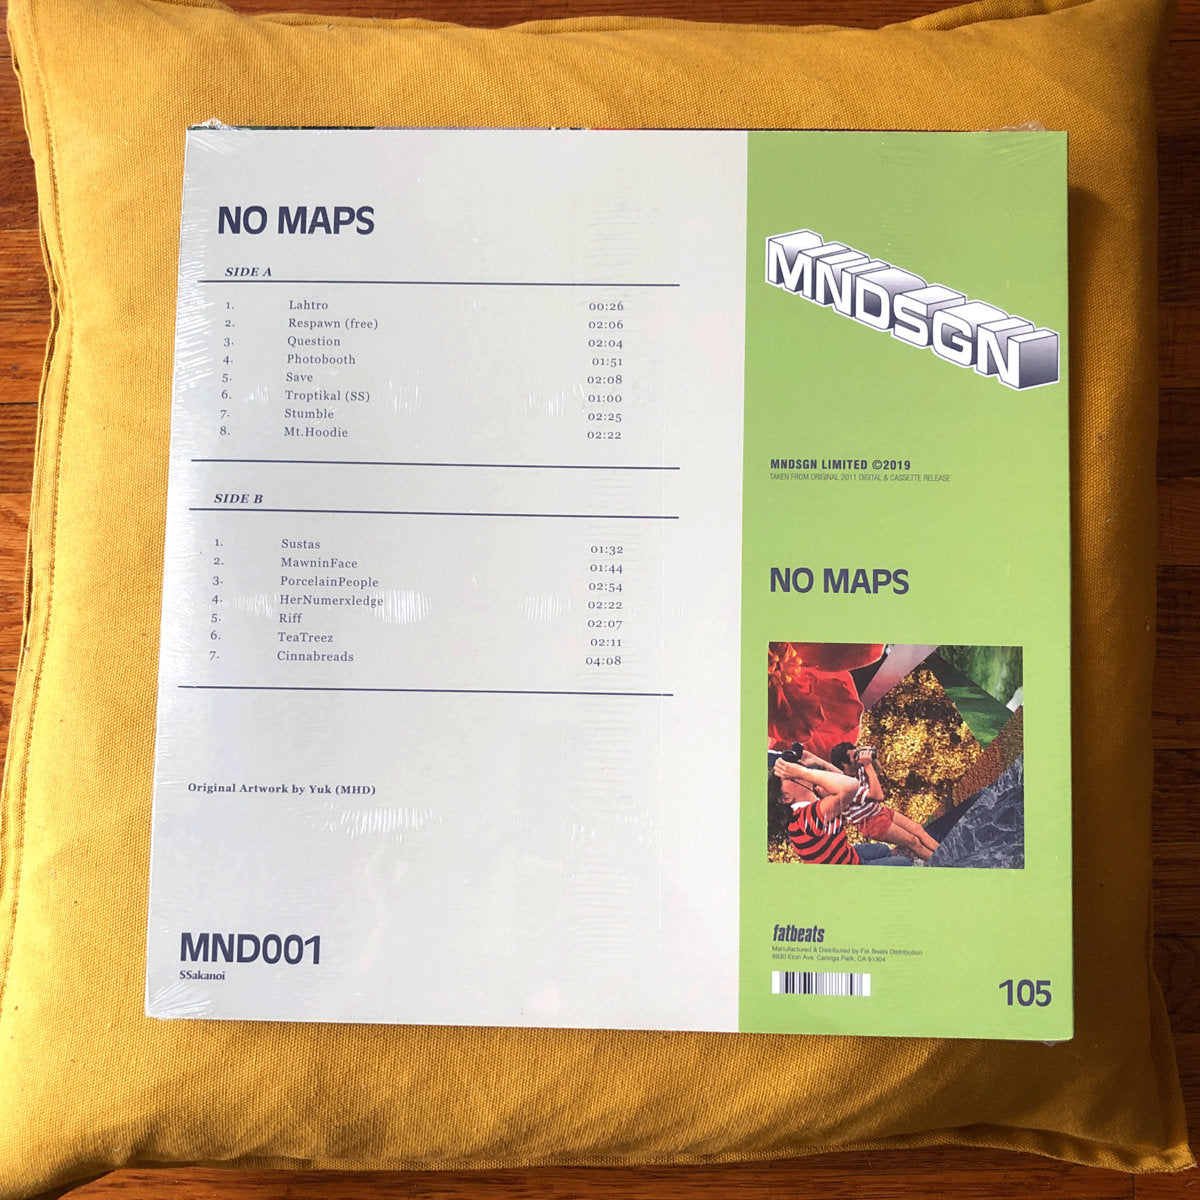 NO MAPS
SIDE A
1. Lahtro 00:26
2. Respawn (free) 02:06
3. Question 02:04
4. Photobooth 01:51
5. Save 02:08
6. Troptikal (SS) 01:00
7. Stumble 02:25
8. Mt.Hoodie 02:22
SIDE B
1. Sustas 01:32
2. MawninFace 01:44
3. PorcelainPeople 02:54
4. HerNumerxledge 02:22
5. Riff 02:07
6. TeaTreez 02:11
7. Cinnabreads 04:08
Original Artwork by Yuk (MHD)
MND001
SSakanoi
MNDSGN
MNDSGN LIMITED ©2019
TAKEN FROM ORIGINAL 2011 DIGITAL & CASSETTE RELEASE
NO MAPS
fatbeats
Manufactured & Distributed by Fat Beats Distribution
8930 Eton Ave. Canoga Park, CA 91304
105